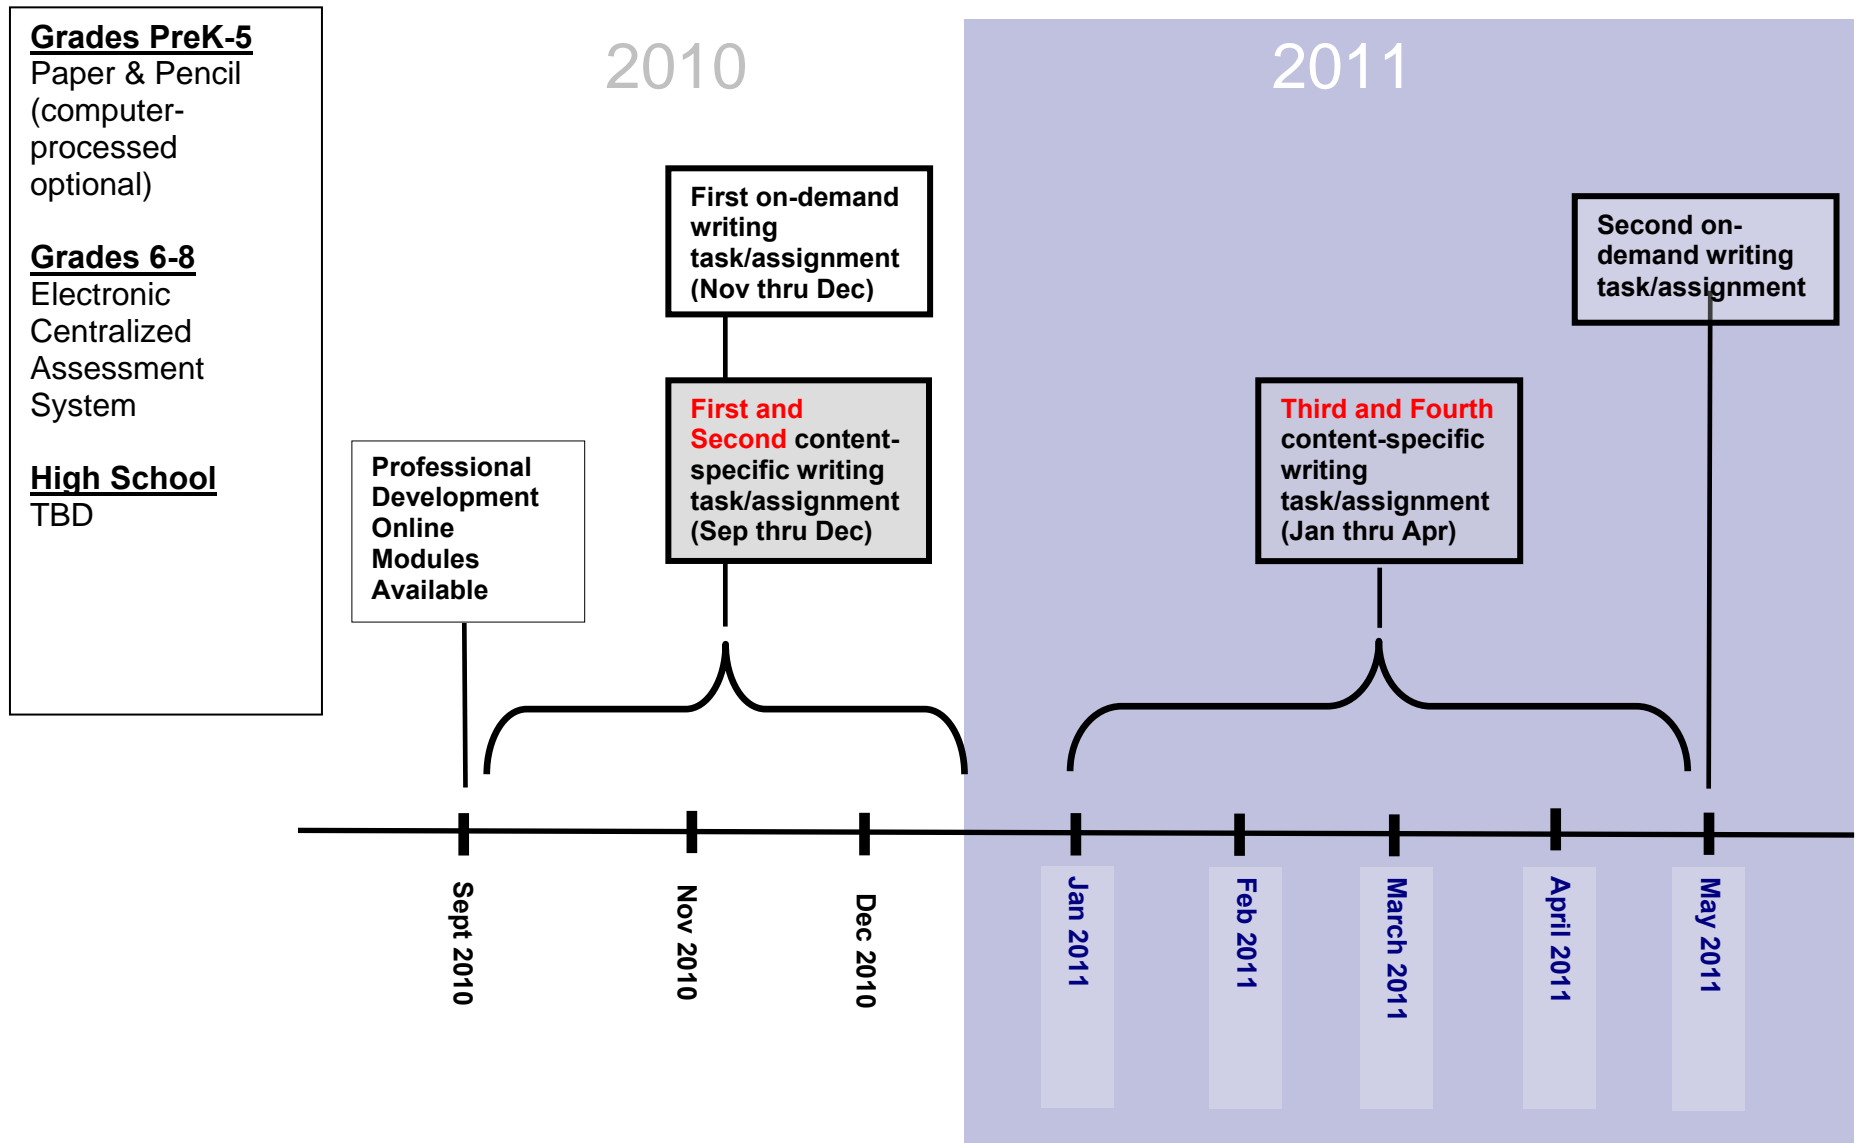 Grades PreK-5
Paper & Pencil
(computer-
processed
optional)
Grades 6-8
Electronic
Centralized
Assessment
System
High School
TBD
2010
2011
First on-demand
writing
task/assignment
(Nov thru Dec)
Second on-
demand writing
task/assignment
First and
Second content-
specific writing
task/assignment
(Sep thru Dec)
Third and Fourth
content-specific
writing
task/assignment
(Jan thru Apr)
Professional
Development
Online
Modules
Available
Sept 2010
Nov 2010
Dec 2010
Jan 2011
Feb 2011
March 2011
April 2011
May 2011